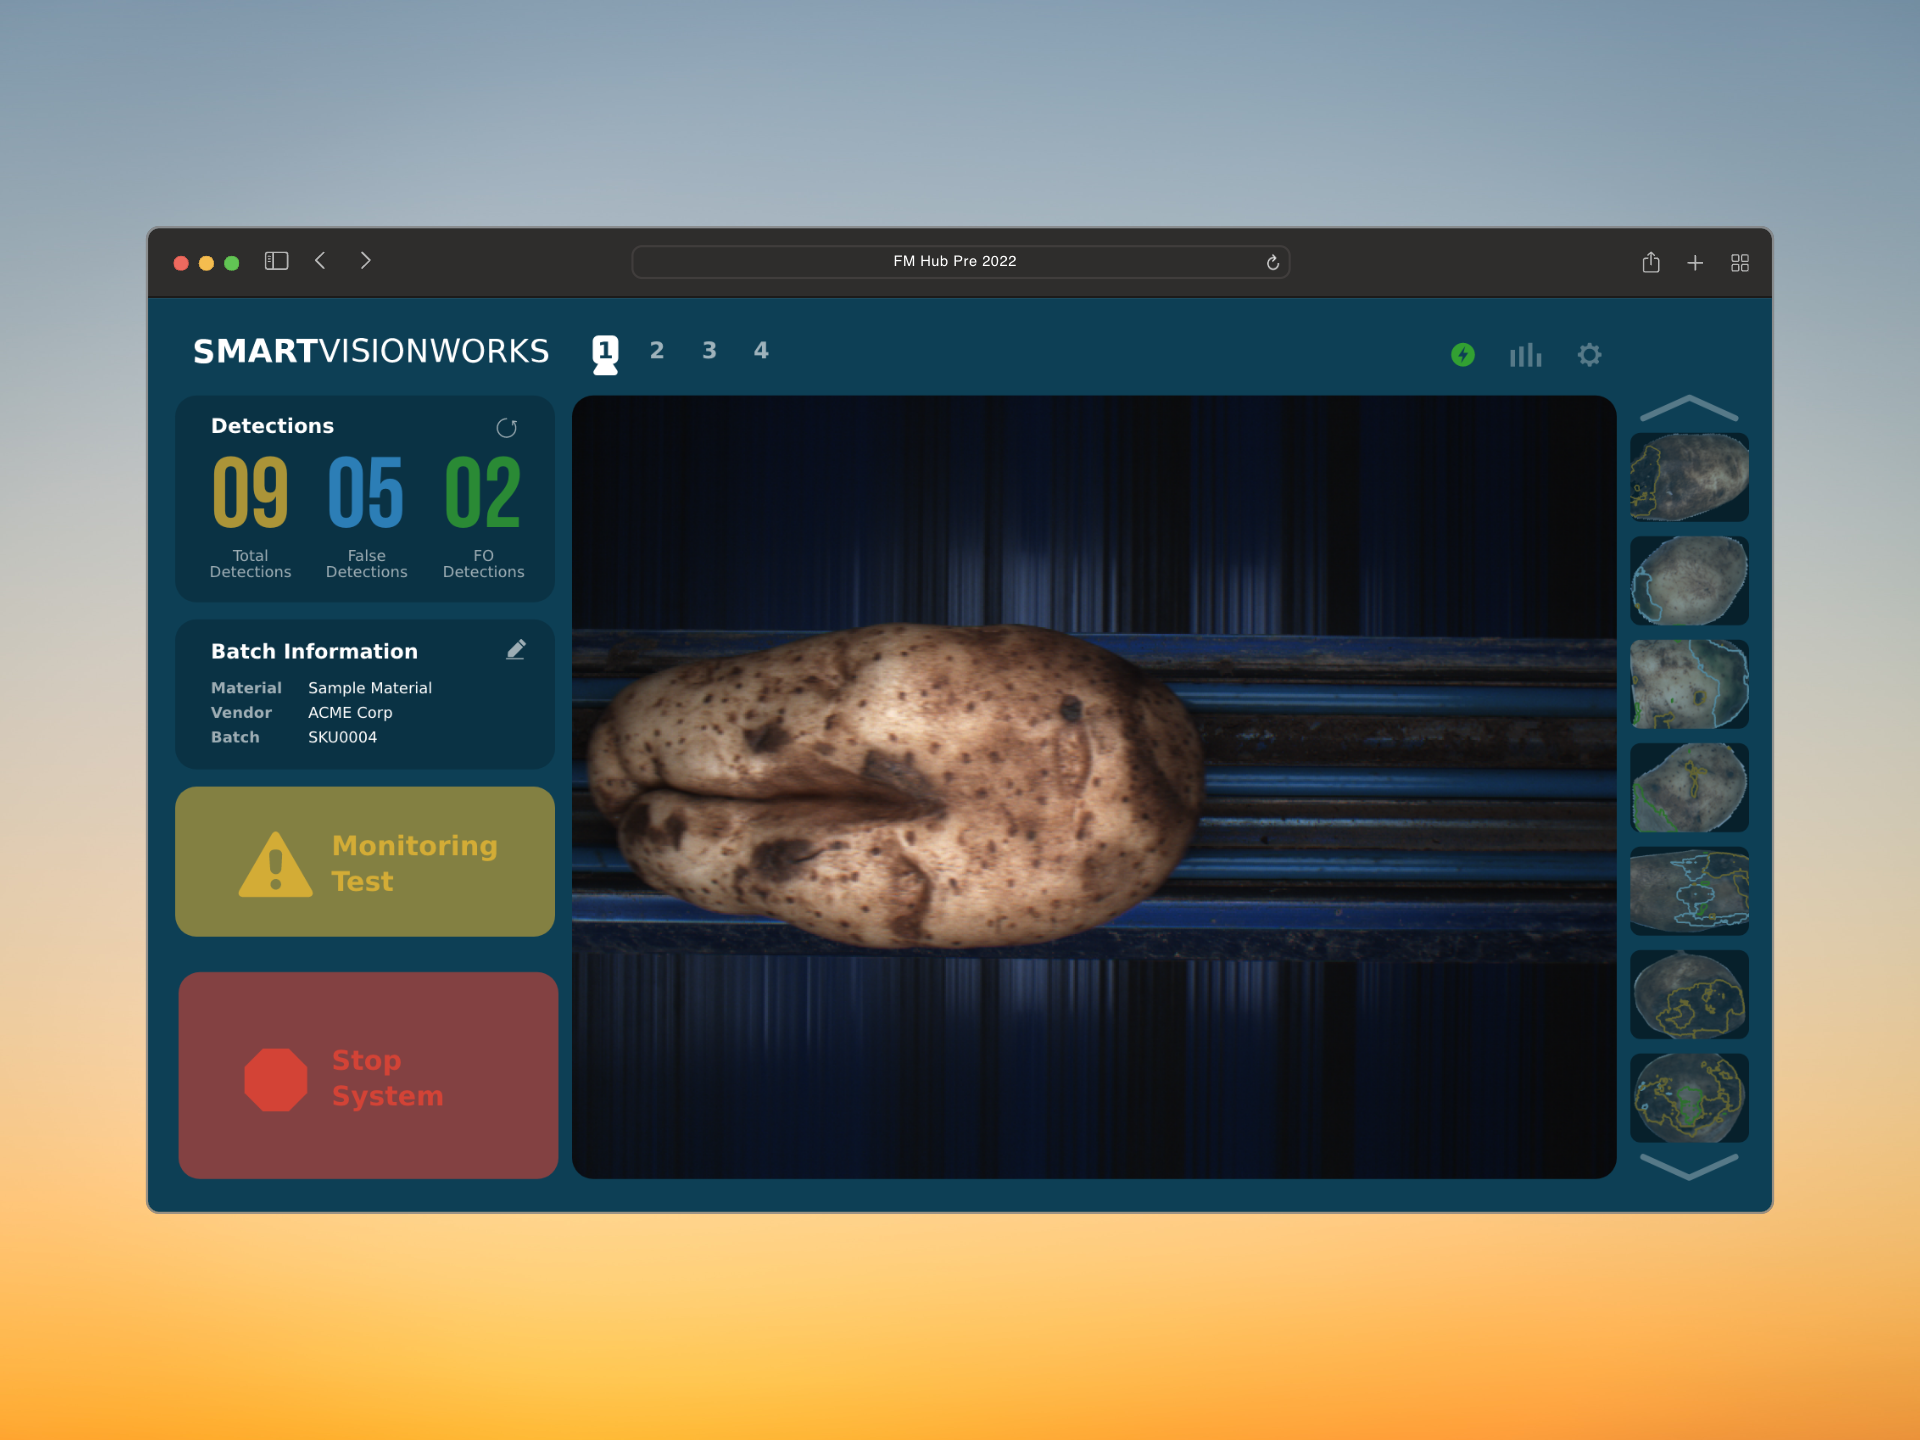 FM Hub Pre 2022
SMARTVISIONWORKS
1 2 3 4
Detections
09 05 02
Total False FO
Detections Detections Detections
Batch Information
Material Sample Material
Vendor ACME Corp
Batch SKU0004
Monitoring
Test
Stop
System